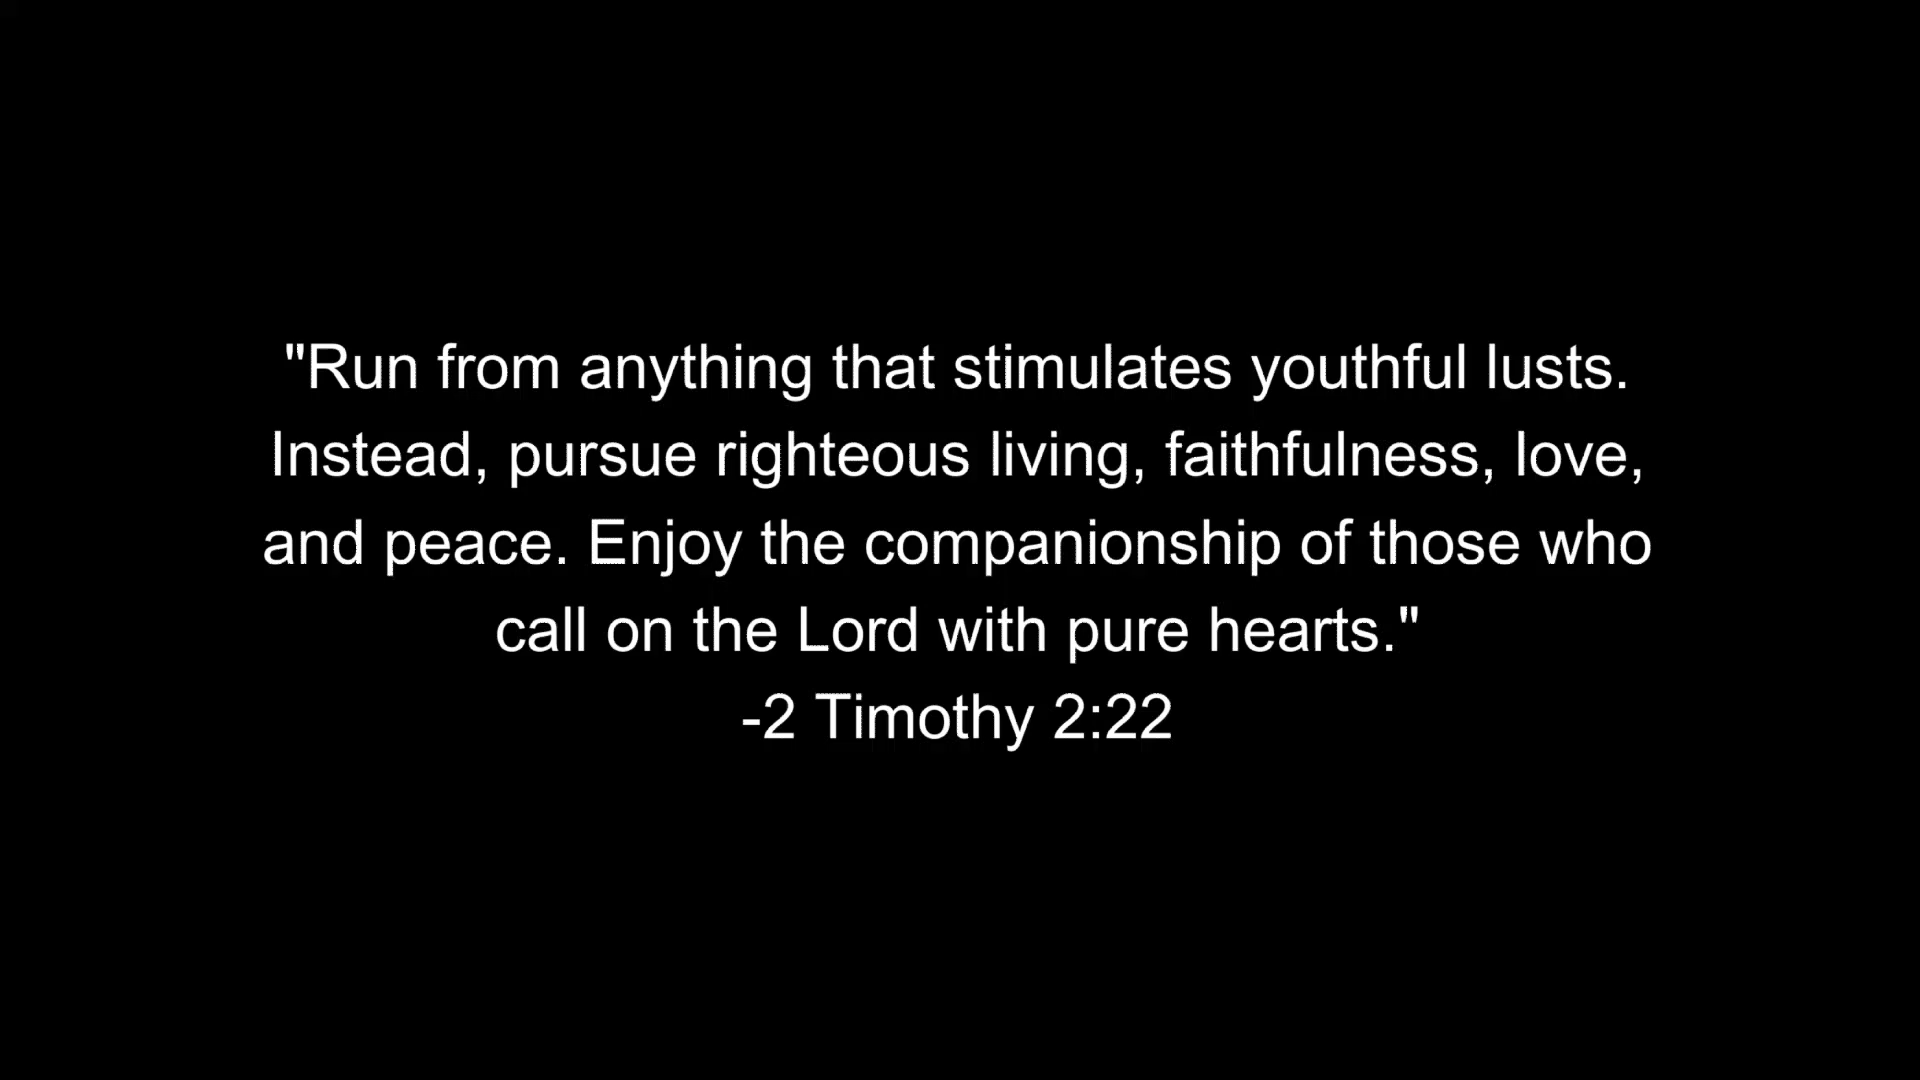 "Run from anything that stimulates youthful lusts.
Instead, pursue righteous living, faithfulness, love,
and peace. Enjoy the companionship of those who
call on the Lord with pure hearts."
-2 Timothy 2:22